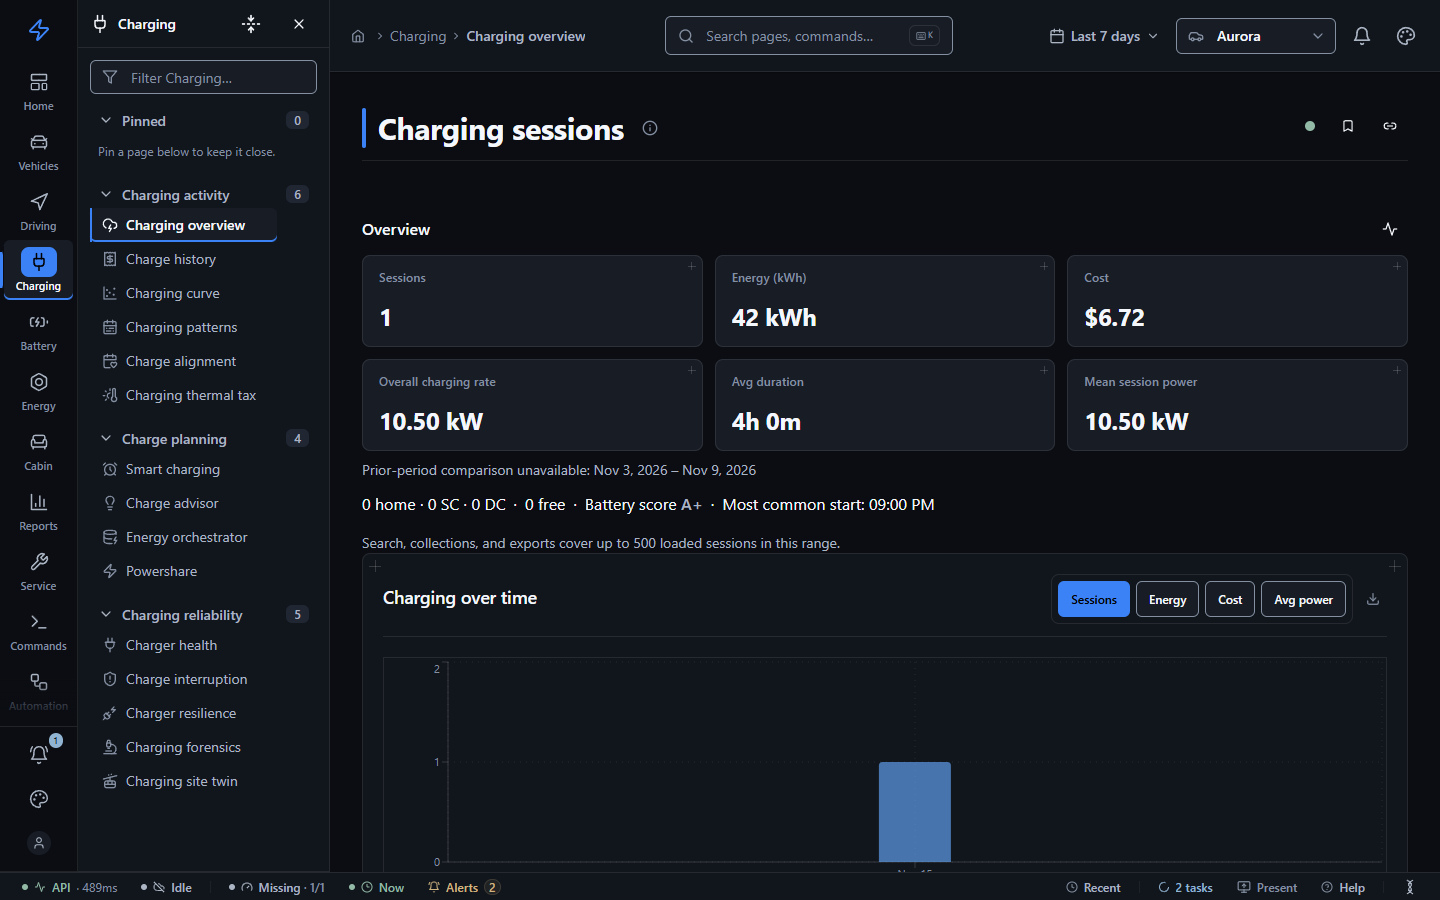 Charging
Home
Vehicles
Driving
Charging
Battery
Energy
Cabin
Reports
Service
Commands
Automation
1
Filter Charging...
Pinned 0
Pin a page below to keep it close.
Charging activity 6
Charging overview
Charge history
Charging curve
Charging patterns
Charge alignment
Charging thermal tax
Charge planning 4
Smart charging
Charge advisor
Energy orchestrator
Powershare
Charging reliability 5
Charger health
Charge interruption
Charger resilience
Charging forensics
Charging site twin
Charging Charging overview
Search pages, commands... K
Last 7 days
Aurora
Charging sessions
Overview
Sessions
1
Energy (kWh)
42 kWh
Cost
$6.72
Overall charging rate
10.50 kW
Avg duration
4h 0m
Mean session power
10.50 kW
Prior-period comparison unavailable: Nov 3, 2026 – Nov 9, 2026
0 home · 0 SC · 0 DC · 0 free · Battery score A+ · Most common start: 09:00 PM
Search, collections, and exports cover up to 500 loaded sessions in this range.
Charging over time
Sessions Energy Cost Avg power
2
1
0
API · 489ms Idle Missing · 1/1 Now Alerts 2 Recent 2 tasks Present Help